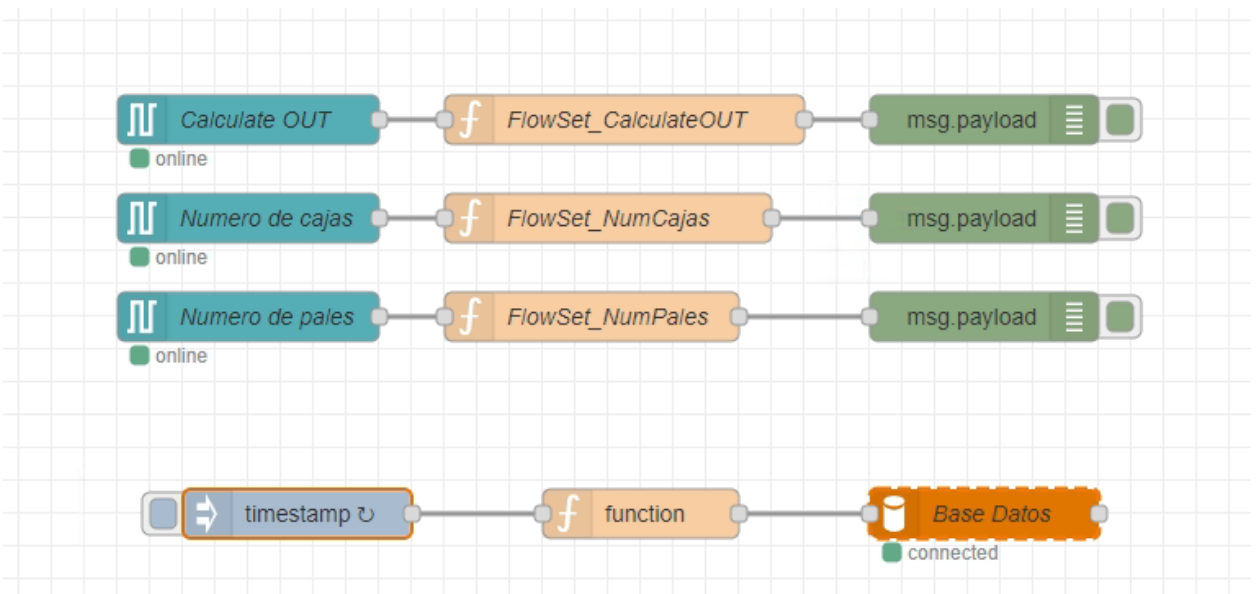 Calculate OUT
FlowSet_CalculateOUT
msg.payload
online
Numero de cajas
FlowSet_NumCajas
msg.payload
online
Numero de pales
FlowSet_NumPales
msg.payload
online
timestamp ↻
function
Base Datos
connected